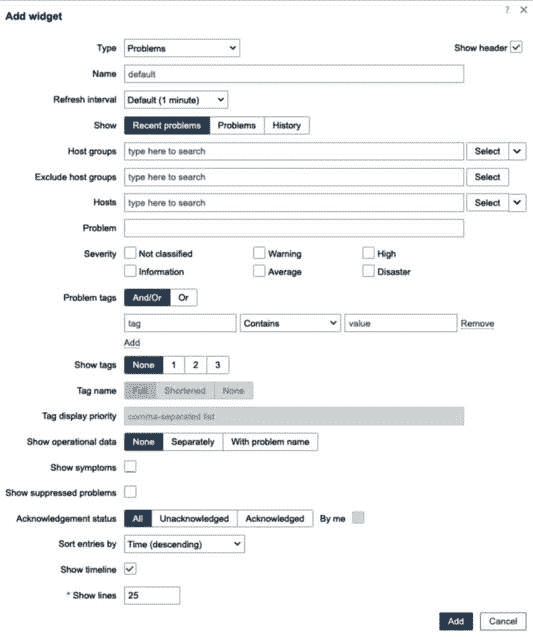 Add widget ? ×
Type Problems Show header
Name default
Refresh interval Default (1 minute)
Show Recent problems Problems History
Host groups type here to search Select
Exclude host groups type here to search Select
Hosts type here to search Select
Problem
Severity Not classified Warning High
Information Average Disaster
Problem tags And/Or Or
tag Contains value Remove
Add
Show tags None 1 2 3
Tag name Full Shortened None
Tag display priority comma-separated list
Show operational data None Separately With problem name
Show symptoms
Show suppressed problems
Acknowledgement status All Unacknowledged Acknowledged By me
Sort entries by Time (descending)
Show timeline
* Show lines 25
Add Cancel